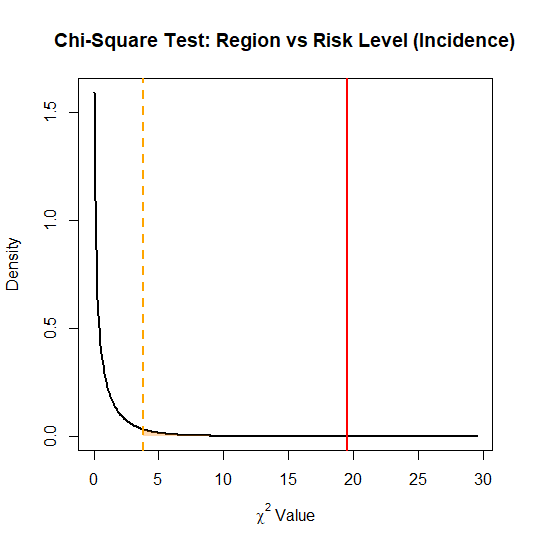 Chi-Square Test: Region vs Risk Level (Incidence)
Density
1.5
1.0
0.5
0.0
0 5 10 15 20 25 30
χ² Value